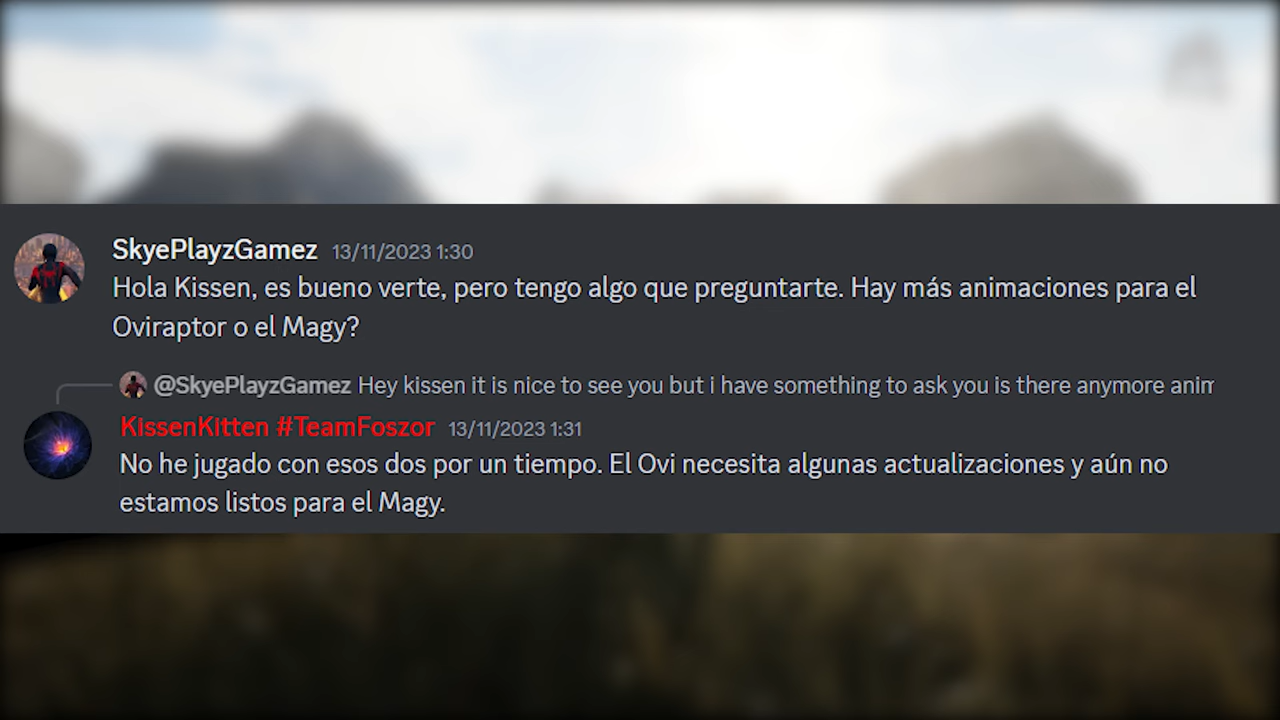 SkyePlayzGamez 13/11/2023 1:30
Hola Kissen, es bueno verte, pero tengo algo que preguntarte. Hay más animaciones para el
Oviraptor o el Magy?
@SkyePlayzGamez Hey kissen it is nice to see you but i have something to ask you is there anymore anim
KissenKitten #TeamFoszor 13/11/2023 1:31
No he jugado con esos dos por un tiempo. El Ovi necesita algunas actualizaciones y aún no
estamos listos para el Magy.